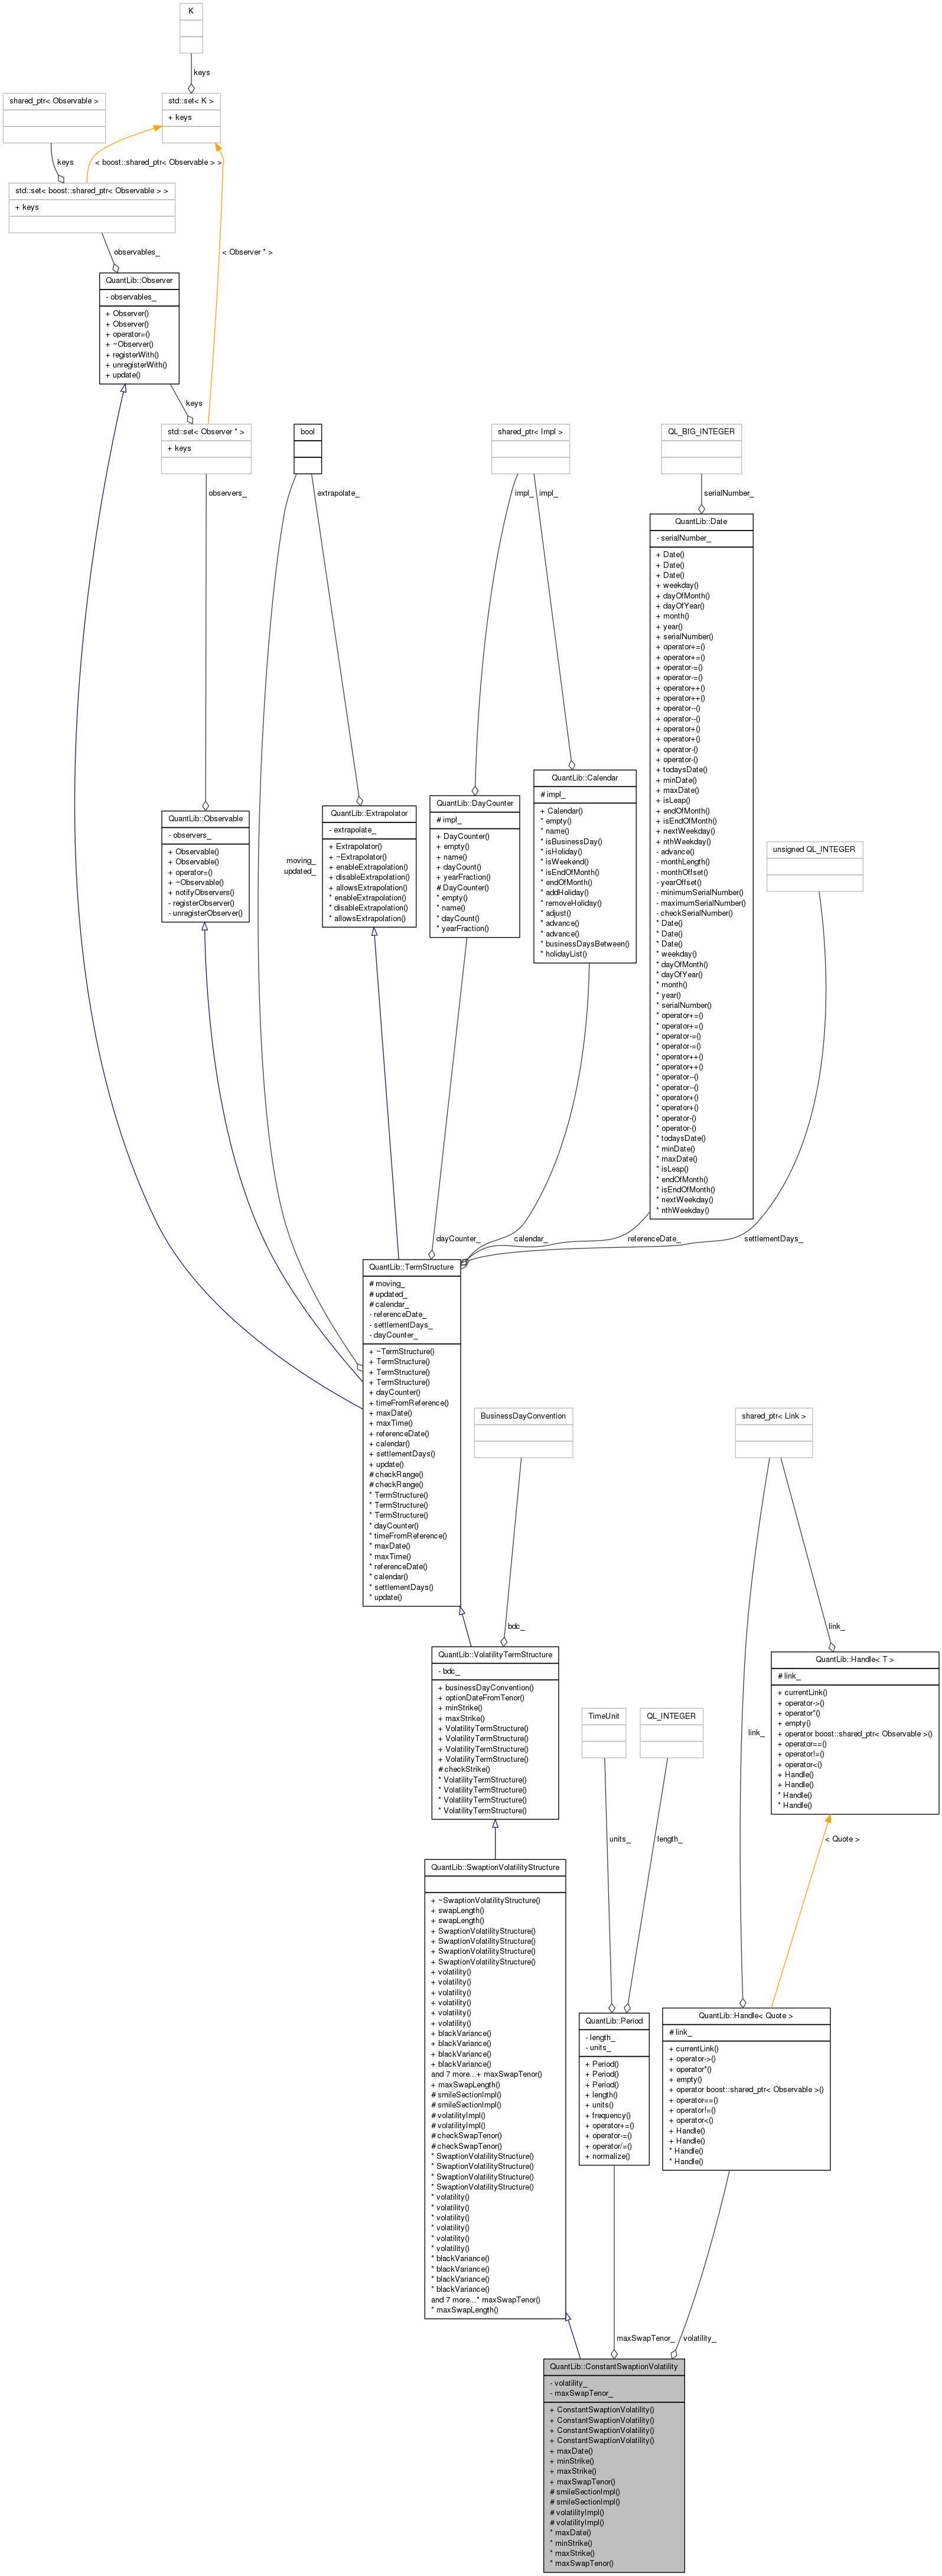 K
keys
shared_ptr< Observable >
std::set< K >
+ keys
keys
< boost::shared_ptr< Observable > >
std::set< boost::shared_ptr< Observable > >
+ keys
observables_
< Observer * >
QuantLib::Observer
- observables_
+ Observer()
+ Observer()
+ operator=()
+ ~Observer()
+ registerWith()
+ unregisterWith()
+ update()
keys
std::set< Observer * >
+ keys
bool
shared_ptr< Impl >
QL_BIG_INTEGER
observers_
extrapolate_
impl_
impl_
serialNumber_
QuantLib::Date
- serialNumber_
+ Date()
+ Date()
+ Date()
+ weekday()
+ dayOfMonth()
+ dayOfYear()
+ month()
+ year()
+ serialNumber()
+ operator+=()
+ operator+=()
+ operator-=()
+ operator-=()
+ operator++()
+ operator++()
+ operator--()
+ operator--()
+ operator+()
+ operator+()
+ operator-()
+ operator-()
+ todaysDate()
+ minDate()
+ maxDate()
+ isLeap()
+ endOfMonth()
+ isEndOfMonth()
+ nextWeekday()
+ nthWeekday()
- advance()
- monthLength()
- monthOffset()
- yearOffset()
- minimumSerialNumber()
- maximumSerialNumber()
- checkSerialNumber()
* Date()
* Date()
* Date()
* weekday()
* dayOfMonth()
* dayOfYear()
* month()
* year()
* serialNumber()
* operator+=()
* operator+=()
* operator-=()
* operator-=()
* operator++()
* operator++()
* operator--()
* operator--()
* operator+()
* operator+()
* operator-()
* operator-()
* todaysDate()
* minDate()
* maxDate()
* isLeap()
* endOfMonth()
* isEndOfMonth()
* nextWeekday()
* nthWeekday()
QuantLib::Observable
- observers_
+ Observable()
+ Observable()
+ operator=()
+ ~Observable()
+ notifyObservers()
- registerObserver()
- unregisterObserver()
moving_
updated_
QuantLib::Extrapolator
- extrapolate_
+ Extrapolator()
+ ~Extrapolator()
+ enableExtrapolation()
+ disableExtrapolation()
+ allowsExtrapolation()
* enableExtrapolation()
* disableExtrapolation()
* allowsExtrapolation()
QuantLib::DayCounter
# impl_
+ DayCounter()
+ empty()
+ name()
+ dayCount()
+ yearFraction()
# DayCounter()
* empty()
* name()
* dayCount()
* yearFraction()
QuantLib::Calendar
# impl_
+ Calendar()
* empty()
* name()
* isBusinessDay()
* isHoliday()
* isWeekend()
* isEndOfMonth()
* endOfMonth()
* addHoliday()
* removeHoliday()
* adjust()
* advance()
* advance()
* businessDaysBetween()
* holidayList()
unsigned QL_INTEGER
dayCounter_
calendar_
referenceDate_
settlementDays_
QuantLib::TermStructure
# moving_
# updated_
# calendar_
- referenceDate_
- settlementDays_
- dayCounter_
+ ~TermStructure()
+ TermStructure()
+ TermStructure()
+ TermStructure()
+ dayCounter()
+ timeFromReference()
+ maxDate()
+ maxTime()
+ referenceDate()
+ calendar()
+ settlementDays()
+ update()
# checkRange()
# checkRange()
* TermStructure()
* TermStructure()
* TermStructure()
* dayCounter()
* timeFromReference()
* maxDate()
* maxTime()
* referenceDate()
* calendar()
* settlementDays()
* update()
BusinessDayConvention
shared_ptr< Link >
bdc_
link_
QuantLib::VolatilityTermStructure
- bdc_
+ businessDayConvention()
+ optionDateFromTenor()
+ minStrike()
+ maxStrike()
+ VolatilityTermStructure()
+ VolatilityTermStructure()
+ VolatilityTermStructure()
+ VolatilityTermStructure()
# checkStrike()
* VolatilityTermStructure()
* VolatilityTermStructure()
* VolatilityTermStructure()
* VolatilityTermStructure()
QuantLib::Handle< T >
# link_
+ currentLink()
+ operator->()
+ operator*()
+ empty()
+ operator boost::shared_ptr< Observable >()
+ operator==()
+ operator!=()
+ operator<()
+ Handle()
+ Handle()
* Handle()
* Handle()
TimeUnit
QL_INTEGER
link_
units_
length_
< Quote >
QuantLib::SwaptionVolatilityStructure
+ ~SwaptionVolatilityStructure()
+ swapLength()
+ swapLength()
+ SwaptionVolatilityStructure()
+ SwaptionVolatilityStructure()
+ SwaptionVolatilityStructure()
+ SwaptionVolatilityStructure()
+ volatility()
+ volatility()
+ volatility()
+ volatility()
+ volatility()
+ volatility()
+ blackVariance()
+ blackVariance()
+ blackVariance()
+ blackVariance()
and 7 more...+ maxSwapTenor()
+ maxSwapLength()
# smileSectionImpl()
# smileSectionImpl()
# volatilityImpl()
# volatilityImpl()
# checkSwapTenor()
# checkSwapTenor()
* SwaptionVolatilityStructure()
* SwaptionVolatilityStructure()
* SwaptionVolatilityStructure()
* SwaptionVolatilityStructure()
* volatility()
* volatility()
* volatility()
* volatility()
* volatility()
* volatility()
* blackVariance()
* blackVariance()
* blackVariance()
* blackVariance()
and 7 more...* maxSwapTenor()
* maxSwapLength()
QuantLib::Period
- length_
- units_
+ Period()
+ Period()
+ Period()
+ length()
+ units()
+ frequency()
+ operator+=()
+ operator-=()
+ operator/=()
+ normalize()
QuantLib::Handle< Quote >
# link_
+ currentLink()
+ operator->()
+ operator*()
+ empty()
+ operator boost::shared_ptr< Observable >()
+ operator==()
+ operator!=()
+ operator<()
+ Handle()
+ Handle()
* Handle()
* Handle()
maxSwapTenor_
volatility_
QuantLib::ConstantSwaptionVolatility
- volatility_
- maxSwapTenor_
+ ConstantSwaptionVolatility()
+ ConstantSwaptionVolatility()
+ ConstantSwaptionVolatility()
+ ConstantSwaptionVolatility()
+ maxDate()
+ minStrike()
+ maxStrike()
+ maxSwapTenor()
# smileSectionImpl()
# smileSectionImpl()
# volatilityImpl()
# volatilityImpl()
* maxDate()
* minStrike()
* maxStrike()
* maxSwapTenor()